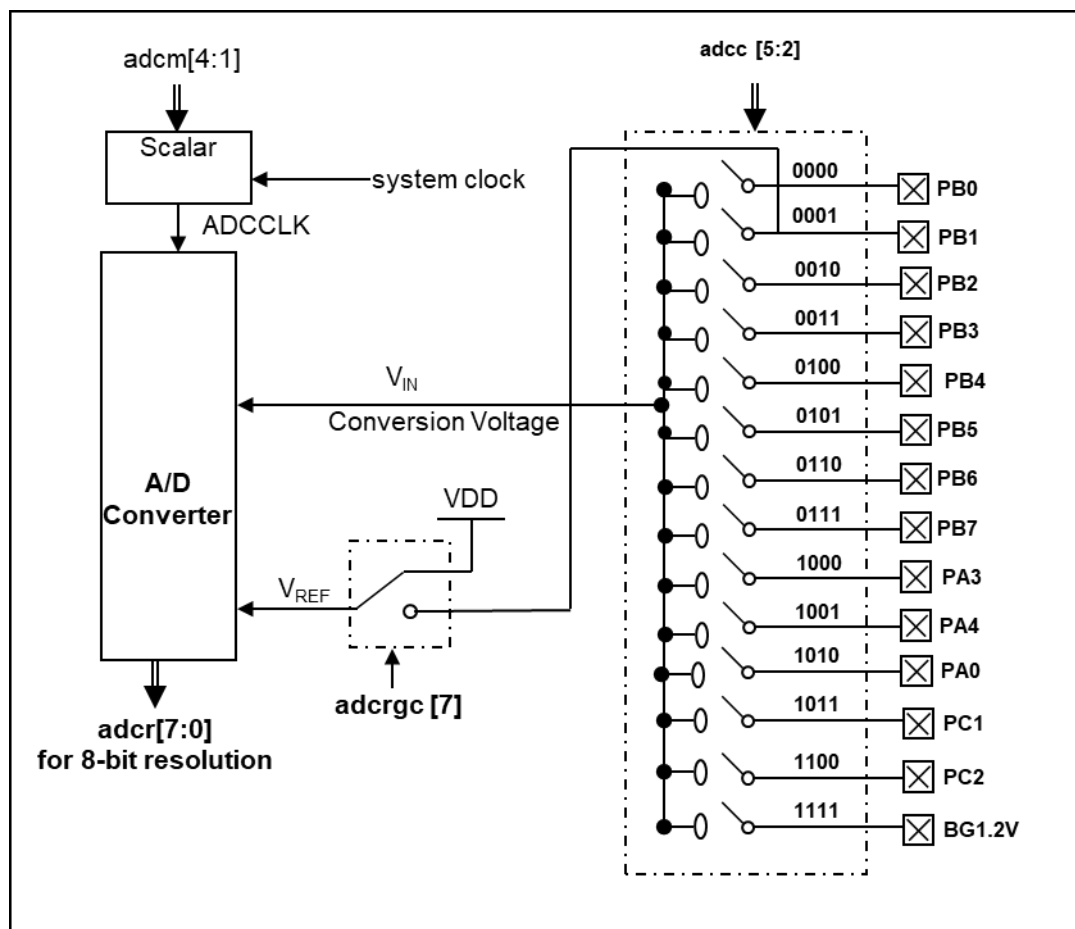 adcm[4:1]
adcc [5:2]
Scalar
system clock
ADCCLK
0000
PB0
0001
PB1
0010
PB2
0011
PB3
0100
PB4
0101
PB5
0110
PB6
0111
PB7
1000
PA3
1001
PA4
1010
PA0
1011
PC1
1100
PC2
1111
BG1.2V
VIN
Conversion Voltage
A/D
Converter
VDD
VREF
adcrgc [7]
adcr[7:0]
for 8-bit resolution